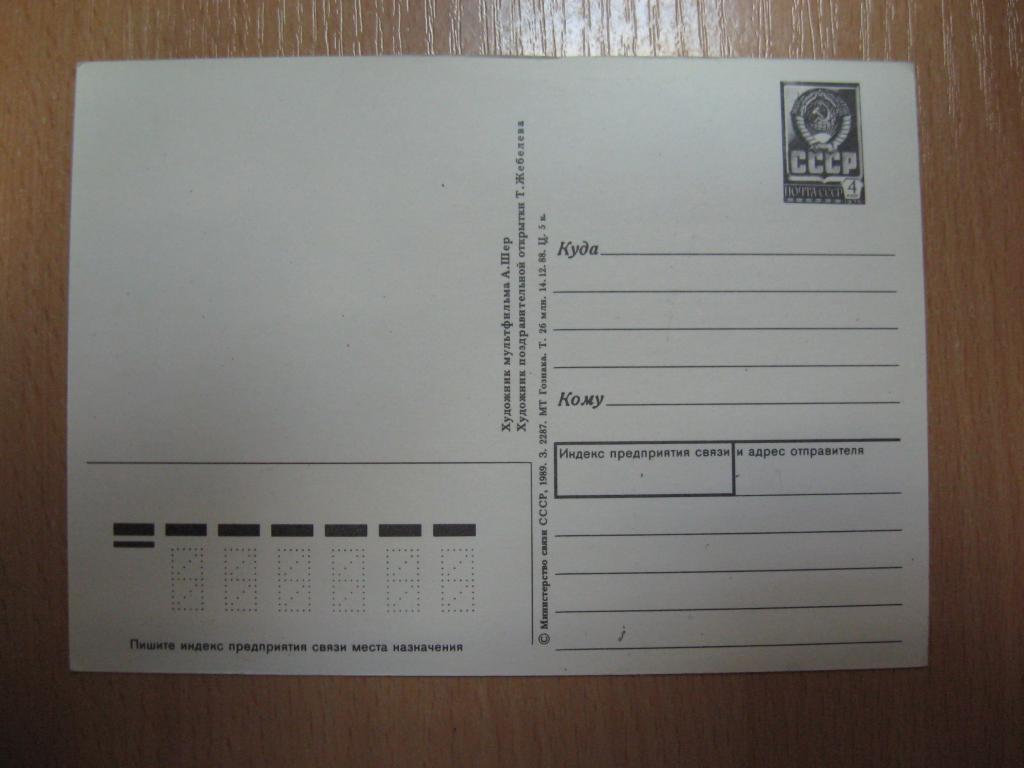 СССР
ПОЧТА СССР 4
Художник мультфильма А.Шер
Художник поздравительной открытки Т.Жебелева
© Министерство связи СССР, 1989. З. 2287. МТ Гознака. Т. 26 млн. 14.12.88. Ц. 5 к.
Куда
Кому
Индекс предприятия связи и адрес отправителя
Пишите индекс предприятия связи места назначения